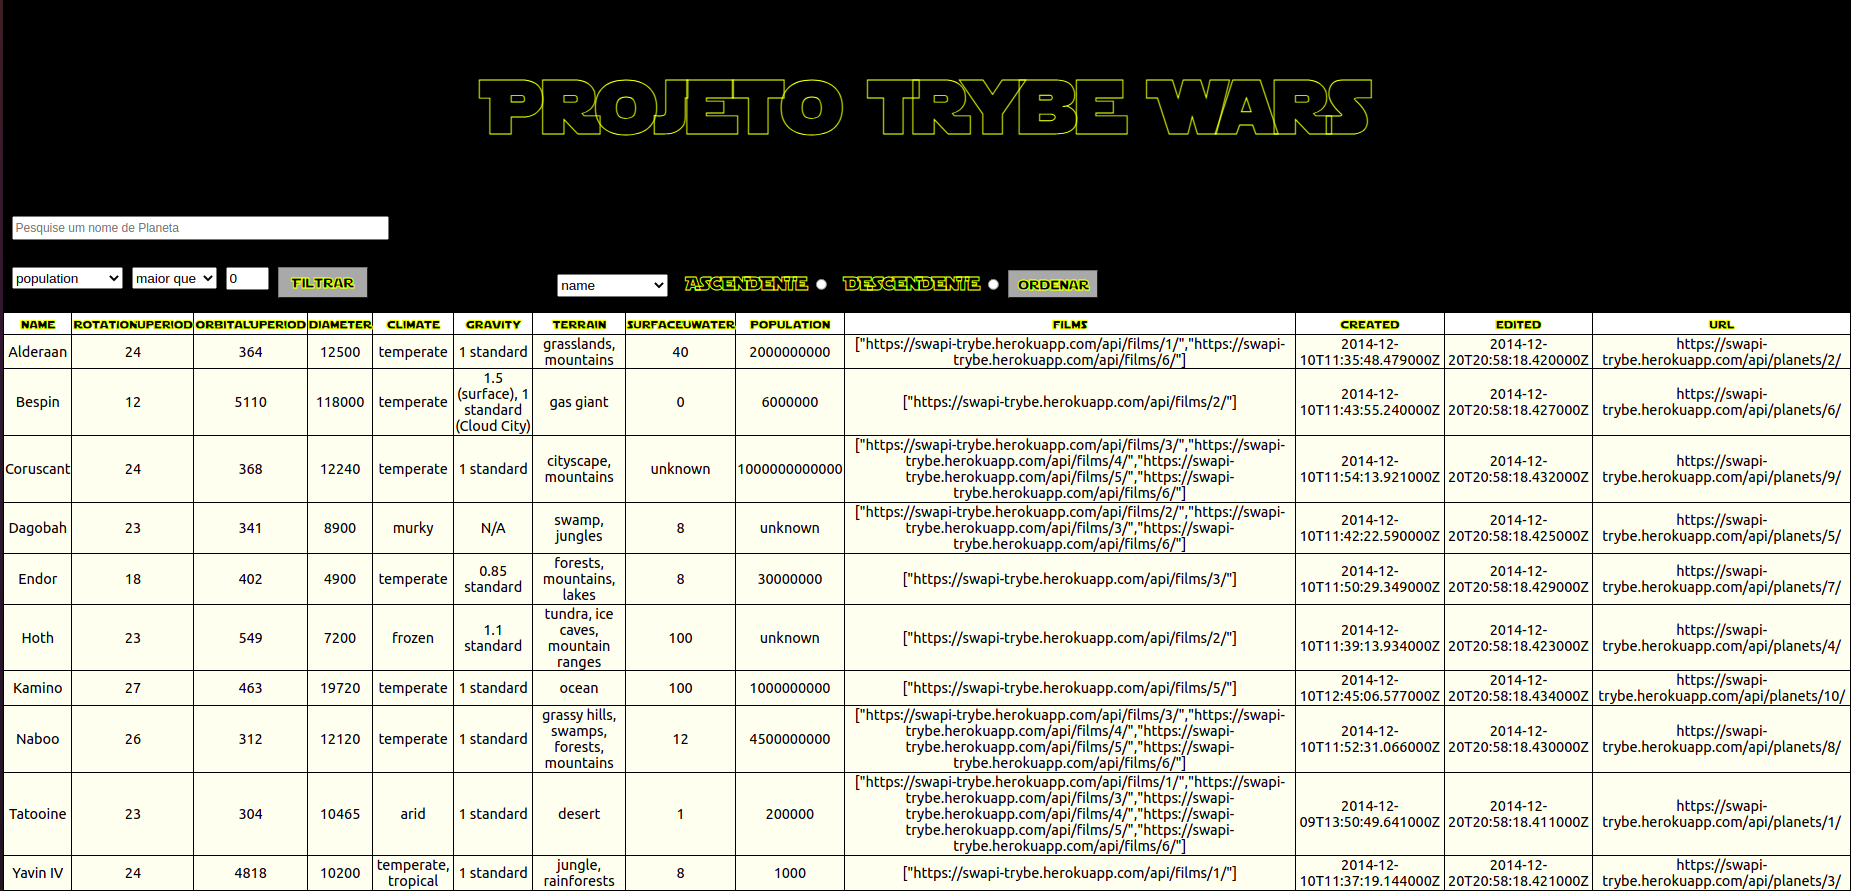 PROJETO TRYBE WARS
Pesquise um nome de Planeta
population maior que 0 FILTRAR name ASCENDENTE DESCENDENTE ORDENAR
NAME ROTATIONUPERIOD ORBITALUPERIOD DIAMETER CLIMATE GRAVITY TERRAIN SURFACEUWATER POPULATION FILMS CREATED EDITED URL
Alderaan 24 364 12500 temperate 1 standard grasslands, mountains 40 2000000000 ["https://swapi-trybe.herokuapp.com/api/films/1/","https://swapi-trybe.herokuapp.com/api/films/6/"] 2014-12-10T11:35:48.479000Z 2014-12-20T20:58:18.420000Z https://swapi-trybe.herokuapp.com/api/planets/2/
Bespin 12 5110 118000 temperate 1.5 (surface), 1 standard (Cloud City) gas giant 0 6000000 ["https://swapi-trybe.herokuapp.com/api/films/2/"] 2014-12-10T11:43:55.240000Z 2014-12-20T20:58:18.427000Z https://swapi-trybe.herokuapp.com/api/planets/6/
Coruscant 24 368 12240 temperate 1 standard cityscape, mountains unknown 1000000000000 ["https://swapi-trybe.herokuapp.com/api/films/3/","https://swapi-trybe.herokuapp.com/api/films/4/","https://swapi-trybe.herokuapp.com/api/films/5/","https://swapi-trybe.herokuapp.com/api/films/6/"] 2014-12-10T11:54:13.921000Z 2014-12-20T20:58:18.432000Z https://swapi-trybe.herokuapp.com/api/planets/9/
Dagobah 23 341 8900 murky N/A swamp, jungles 8 unknown ["https://swapi-trybe.herokuapp.com/api/films/2/","https://swapi-trybe.herokuapp.com/api/films/3/","https://swapi-trybe.herokuapp.com/api/films/6/"] 2014-12-10T11:42:22.590000Z 2014-12-20T20:58:18.425000Z https://swapi-trybe.herokuapp.com/api/planets/5/
Endor 18 402 4900 temperate 0.85 standard forests, mountains, lakes 8 30000000 ["https://swapi-trybe.herokuapp.com/api/films/3/"] 2014-12-10T11:50:29.349000Z 2014-12-20T20:58:18.429000Z https://swapi-trybe.herokuapp.com/api/planets/7/
Hoth 23 549 7200 frozen 1.1 standard tundra, ice caves, mountain ranges 100 unknown ["https://swapi-trybe.herokuapp.com/api/films/2/"] 2014-12-10T11:39:13.934000Z 2014-12-20T20:58:18.423000Z https://swapi-trybe.herokuapp.com/api/planets/4/
Kamino 27 463 19720 temperate 1 standard ocean 100 1000000000 ["https://swapi-trybe.herokuapp.com/api/films/5/"] 2014-12-10T12:45:06.577000Z 2014-12-20T20:58:18.434000Z https://swapi-trybe.herokuapp.com/api/planets/10/
Naboo 26 312 12120 temperate 1 standard grassy hills, swamps, forests, mountains 12 4500000000 ["https://swapi-trybe.herokuapp.com/api/films/3/","https://swapi-trybe.herokuapp.com/api/films/4/","https://swapi-trybe.herokuapp.com/api/films/5/","https://swapi-trybe.herokuapp.com/api/films/6/"] 2014-12-10T11:52:31.066000Z 2014-12-20T20:58:18.430000Z https://swapi-trybe.herokuapp.com/api/planets/8/
Tatooine 23 304 10465 arid 1 standard desert 1 200000 ["https://swapi-trybe.herokuapp.com/api/films/1/","https://swapi-trybe.herokuapp.com/api/films/3/","https://swapi-trybe.herokuapp.com/api/films/4/","https://swapi-trybe.herokuapp.com/api/films/5/","https://swapi-trybe.herokuapp.com/api/films/6/"] 2014-12-09T13:50:49.641000Z 2014-12-20T20:58:18.411000Z https://swapi-trybe.herokuapp.com/api/planets/1/
Yavin IV 24 4818 10200 temperate, tropical 1 standard jungle, rainforests 8 1000 ["https://swapi-trybe.herokuapp.com/api/films/1/"] 2014-12-10T11:37:19.144000Z 2014-12-20T20:58:18.421000Z https://swapi-trybe.herokuapp.com/api/planets/3/